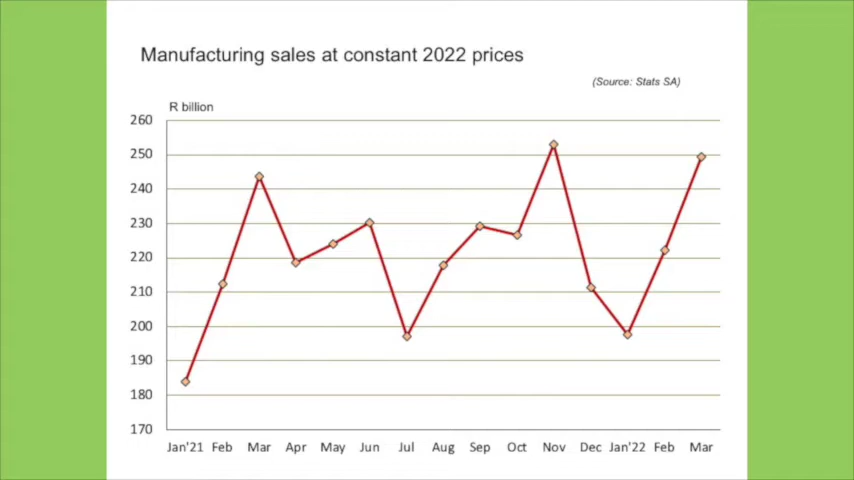 Manufacturing sales at constant 2022 prices
(Source: Stats SA)
R billion
260
250
240
230
220
210
200
190
180
170
Jan'21 Feb Mar Apr May Jun Jul Aug Sep Oct Nov Dec Jan'22 Feb Mar